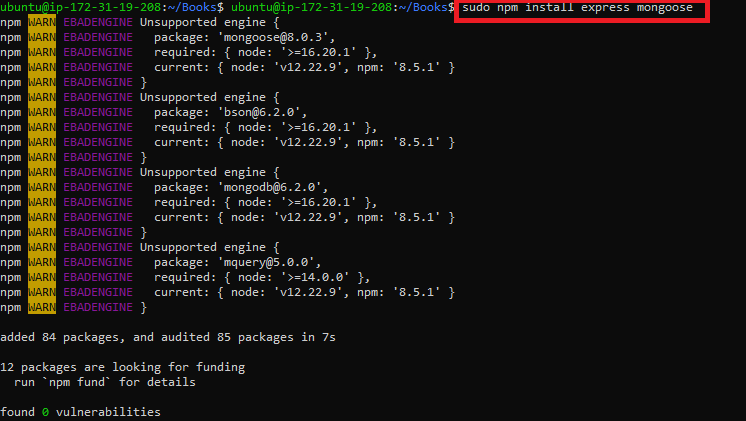 ubuntu@ip-172-31-19-208:~/Books$ ubuntu@ip-172-31-19-208:~/Books$ sudo npm install express mongoose
npm WARN EBADENGINE Unsupported engine {
npm WARN EBADENGINE   package: 'mongoose@8.0.3',
npm WARN EBADENGINE   required: { node: '>=16.20.1' },
npm WARN EBADENGINE   current: { node: 'v12.22.9', npm: '8.5.1' }
npm WARN EBADENGINE }
npm WARN EBADENGINE Unsupported engine {
npm WARN EBADENGINE   package: 'bson@6.2.0',
npm WARN EBADENGINE   required: { node: '>=16.20.1' },
npm WARN EBADENGINE   current: { node: 'v12.22.9', npm: '8.5.1' }
npm WARN EBADENGINE }
npm WARN EBADENGINE Unsupported engine {
npm WARN EBADENGINE   package: 'mongodb@6.2.0',
npm WARN EBADENGINE   required: { node: '>=16.20.1' },
npm WARN EBADENGINE   current: { node: 'v12.22.9', npm: '8.5.1' }
npm WARN EBADENGINE }
npm WARN EBADENGINE Unsupported engine {
npm WARN EBADENGINE   package: 'mquery@5.0.0',
npm WARN EBADENGINE   required: { node: '>=14.0.0' },
npm WARN EBADENGINE   current: { node: 'v12.22.9', npm: '8.5.1' }
npm WARN EBADENGINE }
added 84 packages, and audited 85 packages in 7s
12 packages are looking for funding
  run `npm fund` for details
found 0 vulnerabilities